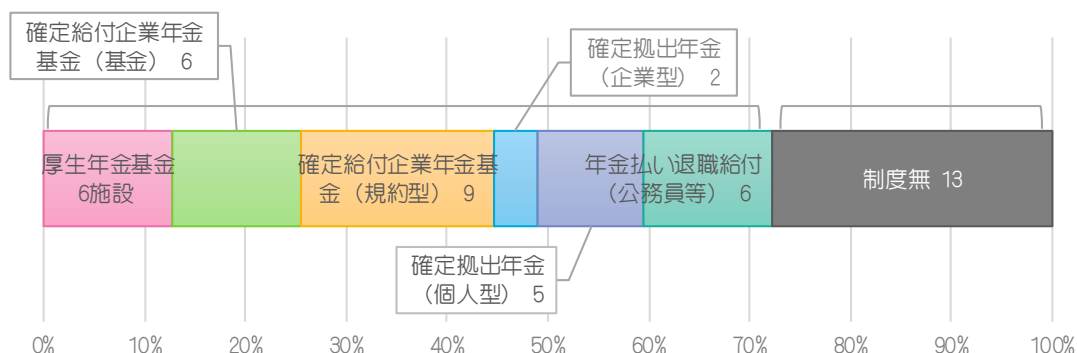 確定給付企業年金
基金（基金） 6
確定拠出年金
（企業型） 2
厚生年金基金
6施設
確定給付企業年金基
金（規約型） 9
年金払い退職給付
（公務員等） 6
制度無 13
確定拠出年金
（個人型） 5
0% 10% 20% 30% 40% 50% 60% 70% 80% 90% 100%